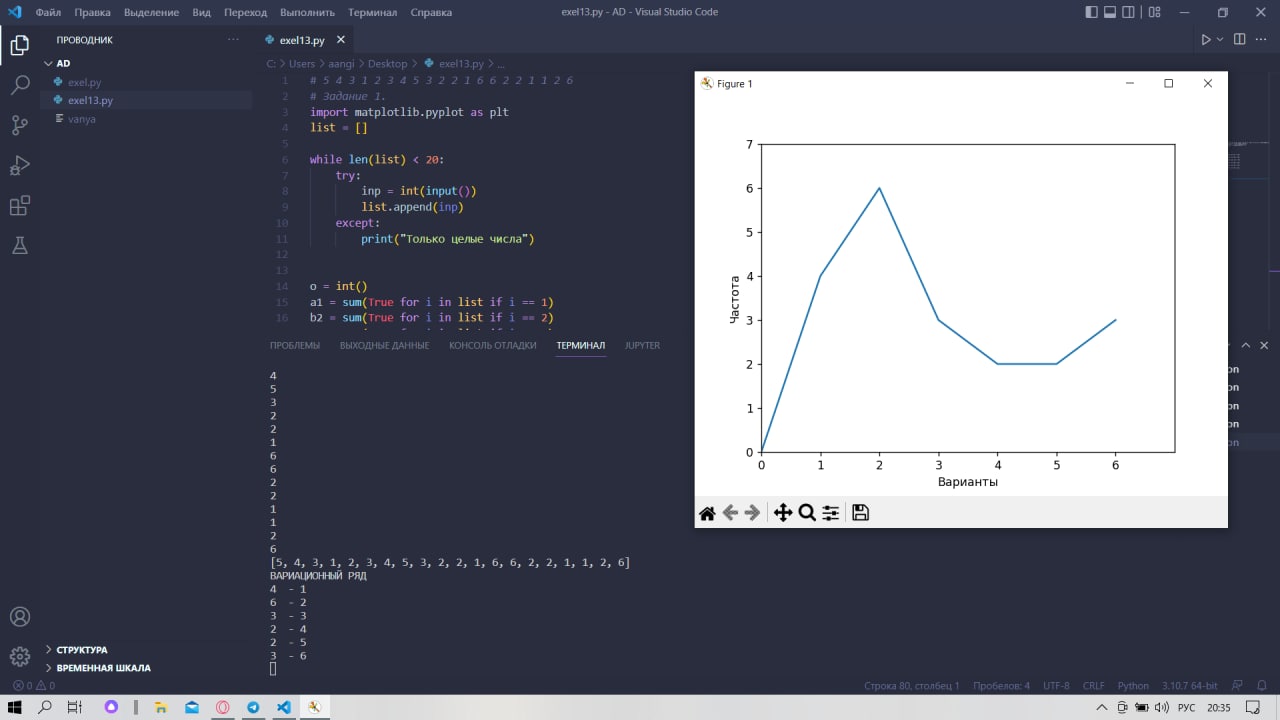 Файл Правка Выделение Вид Переход Выполнить Терминал Справка
exel13.py - AD - Visual Studio Code
ПРОВОДНИК
AD
exel.py
exel13.py
vanya
СТРУКТУРА
ВРЕМЕННАЯ ШКАЛА
exel13.py
C: > Users > aangi > Desktop > exel13.py > ...
1 # 5 4 3 1 2 3 4 5 3 2 2 1 6 6 2 2 1 1 2 6
2 # Задание 1.
3 import matplotlib.pyplot as plt
4 list = []
5
6 while len(list) < 20:
7 try:
8 inp = int(input())
9 list.append(inp)
10 except:
11 print("Только целые числа")
12
13
14 o = int()
15 a1 = sum(True for i in list if i == 1)
16 b2 = sum(True for i in list if i == 2)
ПРОБЛЕМЫ ВЫХОДНЫЕ ДАННЫЕ КОНСОЛЬ ОТЛАДКИ ТЕРМИНАЛ JUPYTER
4
5
3
2
2
1
6
6
2
2
1
1
2
6
[5, 4, 3, 1, 2, 3, 4, 5, 3, 2, 2, 1, 6, 6, 2, 2, 1, 1, 2, 6]
ВАРИАЦИОННЫЙ РЯД
4 - 1
6 - 2
3 - 3
2 - 4
2 - 5
3 - 6
Figure 1
7
6
5
4
3
2
1
0
Частота
0 1 2 3 4 5 6
Варианты
on
on
on
on
on
0 0
Строка 80, столбец 1 Пробелов: 4 UTF-8 CRLF Python 3.10.7 64-bit
РУС 20:35